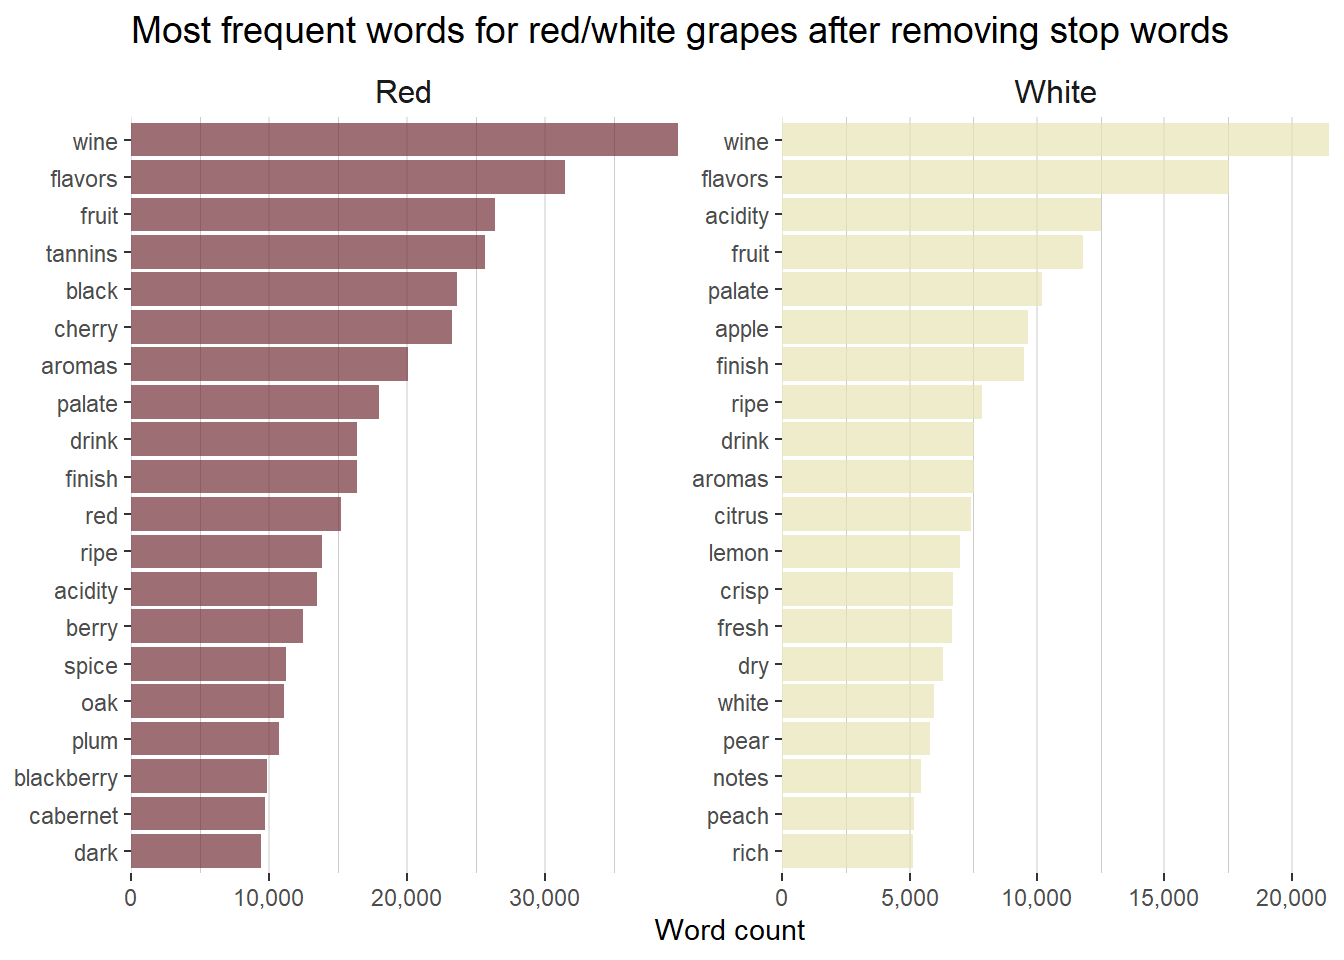 Most frequent words for red/white grapes after removing stop words
Red
wine
flavors
fruit
tannins
black
cherry
aromas
palate
drink
finish
red
ripe
acidity
berry
spice
oak
plum
blackberry
cabernet
dark
0 10,000 20,000 30,000
White
wine
flavors
acidity
fruit
palate
apple
finish
ripe
drink
aromas
citrus
lemon
crisp
fresh
dry
white
pear
notes
peach
rich
0 5,000 10,000 15,000 20,000
Word count